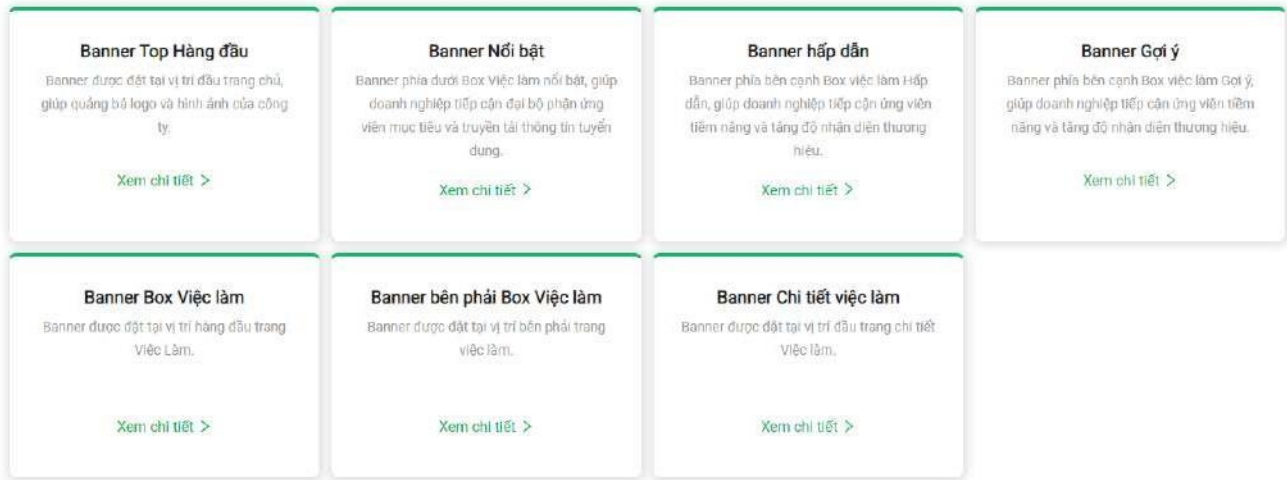 Banner Top Hàng đầu
Banner được đặt tại vị trí đầu trang chủ,
giúp quảng bá logo và hình ảnh của công
ty.
Xem chi tiết >
Banner Nổi bật
Banner phía dưới Box Việc làm nổi bật, giúp
doanh nghiệp tiếp cận đại bộ phận ứng
viên mục tiêu và truyền tải thông tin tuyển
dụng.
Xem chi tiết >
Banner hấp dẫn
Banner phía bên cạnh Box việc làm Hấp
dẫn, giúp doanh nghiệp tiếp cận ứng viên
tiềm năng và tăng độ nhận diện thương
hiệu.
Xem chi tiết >
Banner Gợi ý
Banner phía bên cạnh Box việc làm Gợi ý,
giúp doanh nghiệp tiếp cận ứng viên tiềm
năng và tăng độ nhận diện thương hiệu.
Xem chi tiết >
Banner Box Việc làm
Banner được đặt tại vị trí hàng đầu trang
Việc Làm.
Xem chi tiết >
Banner bên phải Box Việc làm
Banner được đặt tại vị trí bên phải trang
việc làm.
Xem chi tiết >
Banner Chi tiết việc làm
Banner được đặt tại vị trí đầu trang chi tiết
Việc làm.
Xem chi tiết >